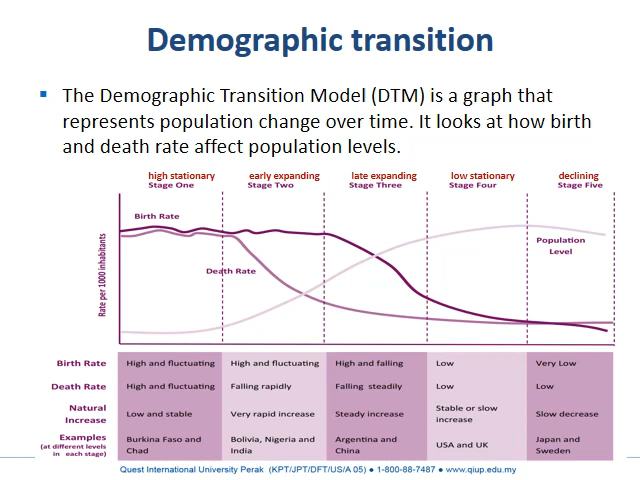 Demographic transition
▪ The Demographic Transition Model (DTM) is a graph that
represents population change over time. It looks at how birth
and death rate affect population levels.
high stationary early expanding late expanding low stationary declining
Stage One Stage Two Stage Three Stage Four Stage Five
Birth Rate
Population
Level
Death Rate
Rate per 1000 inhabitants
Birth Rate High and fluctuating High and fluctuating High and falling Low Very Low
Death Rate High and fluctuating Falling rapidly Falling steadily Low Low
Natural
Increase Low and stable Very rapid increase Steady increase Stable or slow
increase Slow decrease
Examples
(at different levels
in each stage) Burkina Faso and
Chad Bolivia, Nigeria and
India Argentina and
China USA and UK Japan and
Sweden
Quest International University Perak (KPT/JPT/DFT/US/A 05) ● 1-800-88-7487 ● www.qiup.edu.my